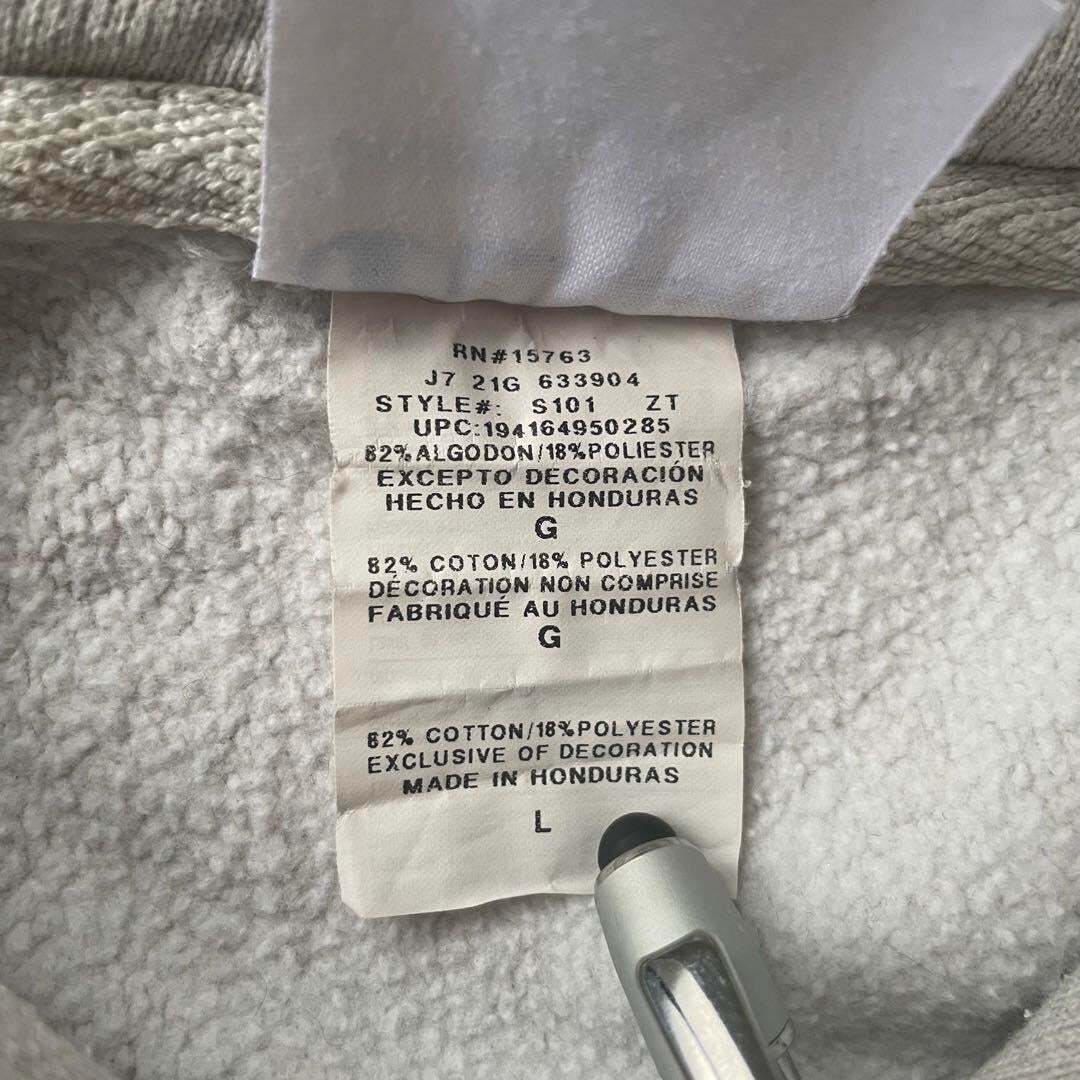 RN#15763
J7 21G 633904
STYLE#: S101 ZT
UPC:194164950285
82%ALGODON/18%POLIESTER
EXCEPTO DECORACIÓN
HECHO EN HONDURAS
G
82% COTON/18% POLYESTER
DÉCORATION NON COMPRISE
FABRIQUÉ AU HONDURAS
G
82% COTTON/18%POLYESTER
EXCLUSIVE OF DECORATION
MADE IN HONDURAS
L